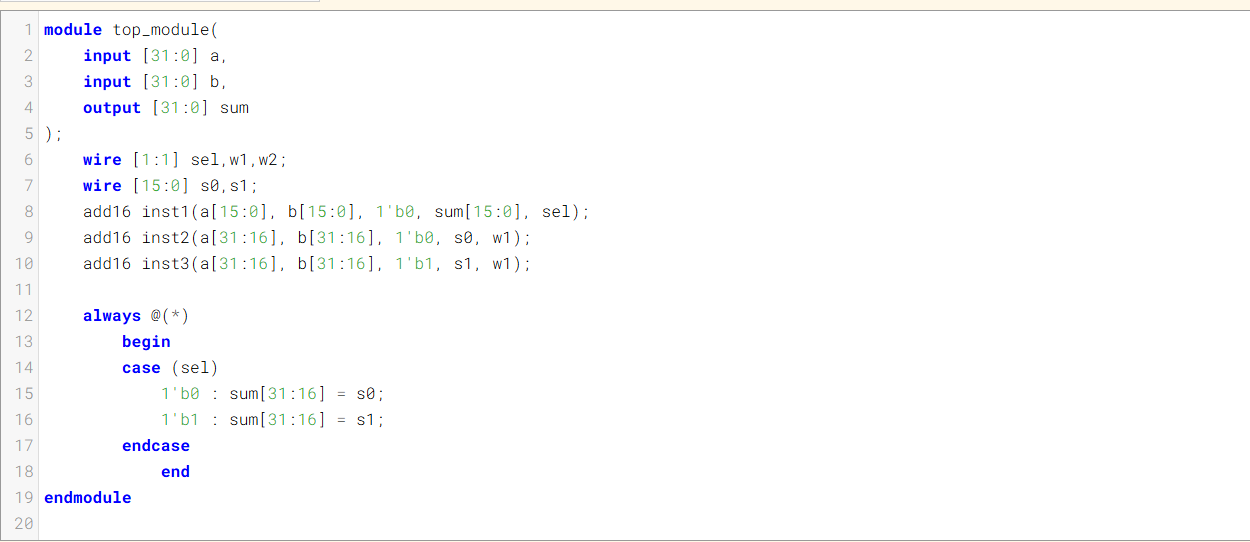 1 module top_module(
2     input [31:0] a,
3     input [31:0] b,
4     output [31:0] sum
5 );
6     wire [1:1] sel,w1,w2;
7     wire [15:0] s0,s1;
8     add16 inst1(a[15:0], b[15:0], 1'b0, sum[15:0], sel);
9     add16 inst2(a[31:16], b[31:16], 1'b0, s0, w1);
10     add16 inst3(a[31:16], b[31:16], 1'b1, s1, w1);
11
12     always @(*)
13         begin
14         case (sel)
15             1'b0 : sum[31:16] = s0;
16             1'b1 : sum[31:16] = s1;
17         endcase
18             end
19 endmodule
20